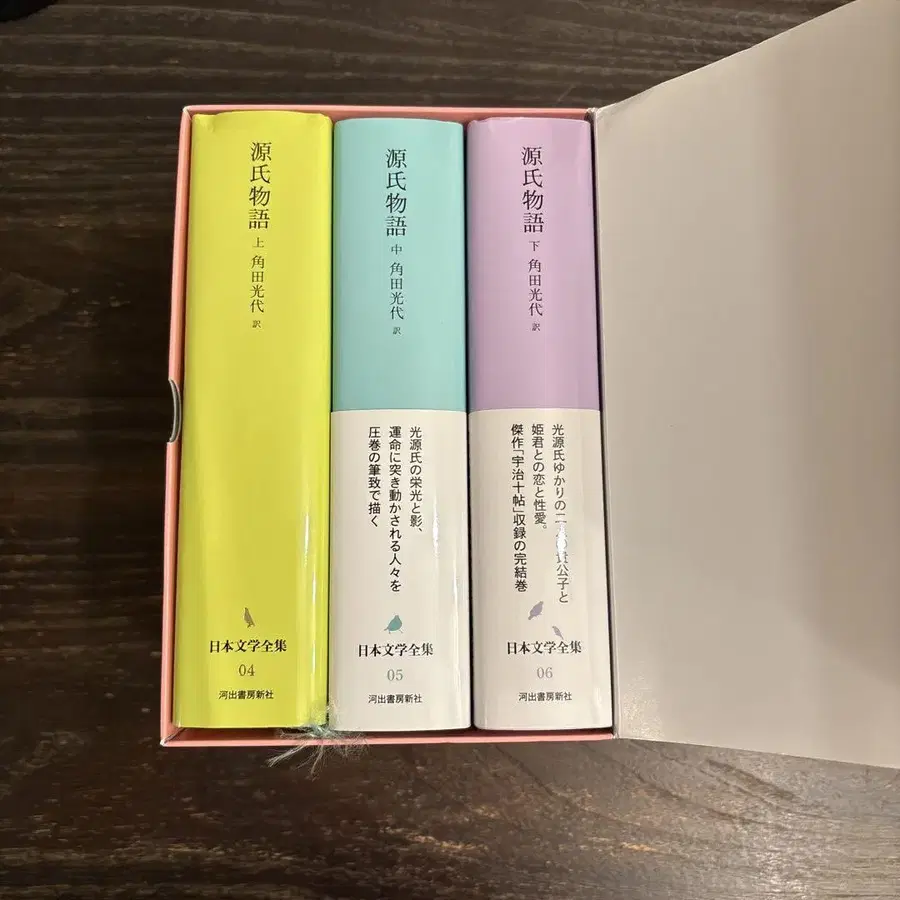 源氏物語 上 角田光代 訳
日本文学全集
04
河出書房新社
源氏物語 中 角田光代 訳
光源氏の栄光と影、
運命に突き動かされる人々を
圧巻の筆致で描く
日本文学全集
05
河出書房新社
源氏物語 下 角田光代 訳
光源氏ゆかりの二 貴公子と
姫君との恋と性愛。
傑作「宇治十帖」収録の完結巻
日本文学全集
06
河出書房新社